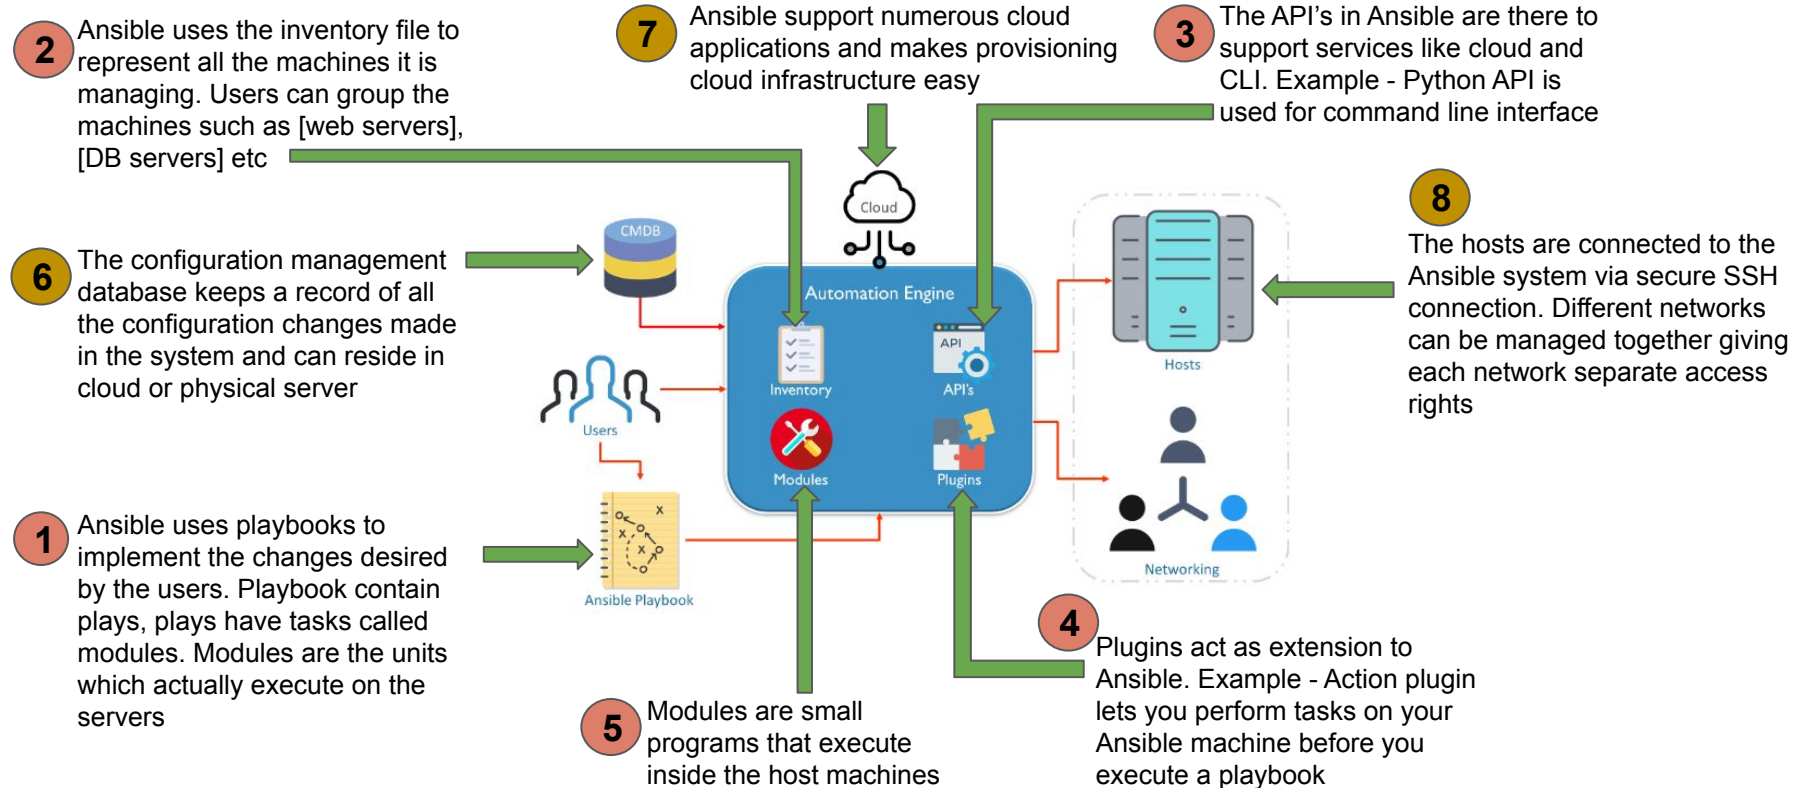 2
Ansible uses the inventory file to
represent all the machines it is
managing. Users can group the
machines such as [web servers],
[DB servers] etc
7
Ansible support numerous cloud
applications and makes provisioning
cloud infrastructure easy
3
The API's in Ansible are there to
support services like cloud and
CLI. Example - Python API is
used for command line interface
6
The configuration management
database keeps a record of all
the configuration changes made
in the system and can reside in
cloud or physical server
CMDB
Cloud
Automation Engine
Inventory
API
API's
Modules
Plugins
Users
Ansible Playbook
x
x
x
Hosts
Networking
8
The hosts are connected to the
Ansible system via secure SSH
connection. Different networks
can be managed together giving
each network separate access
rights
1
Ansible uses playbooks to
implement the changes desired
by the users. Playbook contain
plays, plays have tasks called
modules. Modules are the units
which actually execute on the
servers
5
Modules are small
programs that execute
inside the host machines
4
Plugins act as extension to
Ansible. Example - Action plugin
lets you perform tasks on your
Ansible machine before you
execute a playbook